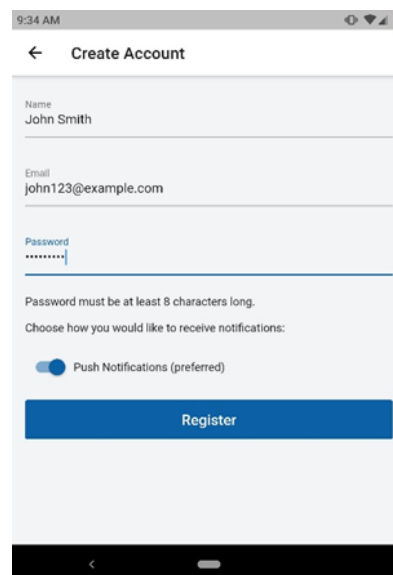 9:34 AM
Create Account
Name
John Smith
Email
john123@example.com
Password
•••••••••
Password must be at least 8 characters long.
Choose how you would like to receive notifications:
Push Notifications (preferred)
Register